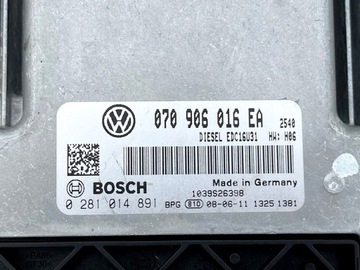 070 906 016 EA 2540
DIESEL EDC16U31 HW: H06
BOSCH Made in Germany
1039S26398
0 281 014 891 BPG 810 08-06-11 1325 1381